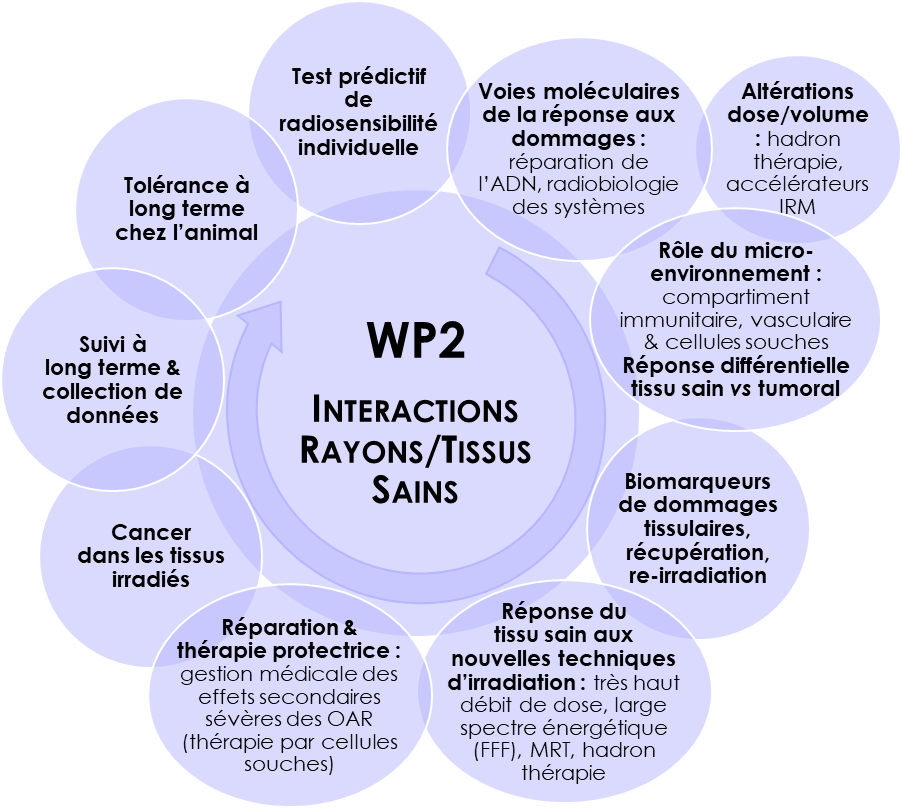 Test prédictif
de
radiosensibilité
individuelle
Voies moléculaires
de la réponse aux
dommages :
réparation de
l'ADN, radiobiologie
des systèmes
Altérations
dose/volume
: hadron
thérapie,
accélérateurs
IRM
Rôle du micro-
environnement :
compartiment
immunitaire, vasculaire
& cellules souches
Réponse différentielle
tissu sain vs tumoral
Biomarqueurs
de dommages
tissulaires,
récupération,
re-irradiation
Réponse du
tissu sain aux
nouvelles techniques
d'irradiation : très haut
débit de dose, large
spectre énergétique
(FFF), MRT, hadron
thérapie
Réparation &
thérapie protectrice :
gestion médicale des
effets secondaires
sévères des OAR
(thérapie par cellules
souches)
Cancer
dans les tissus
irradiés
Suivi à
long terme &
collection de
données
Tolérance à
long terme
chez l'animal
WP2
INTERACTIONS
RAYONS/TISSUS
SAINS